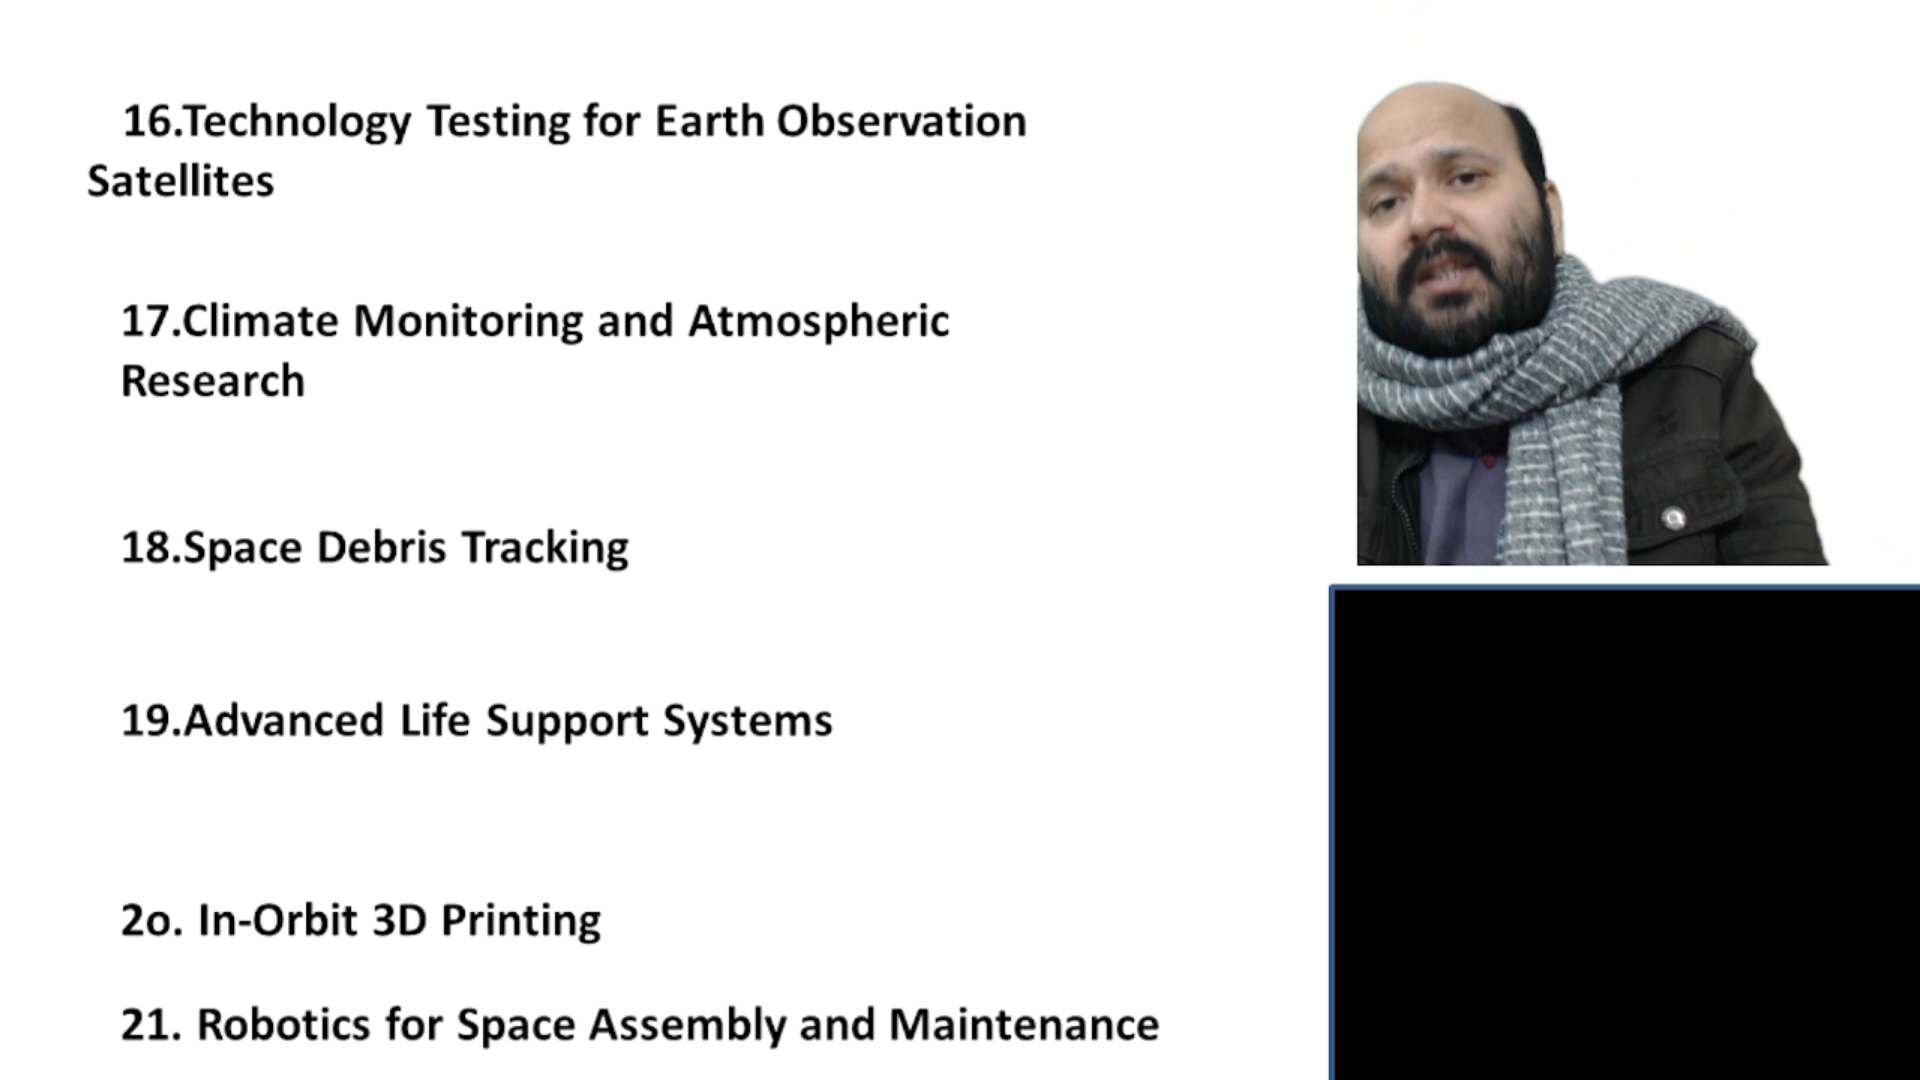 16.Technology Testing for Earth Observation
Satellites
17.Climate Monitoring and Atmospheric
Research
18.Space Debris Tracking
19.Advanced Life Support Systems
2o. In-Orbit 3D Printing
21. Robotics for Space Assembly and Maintenance